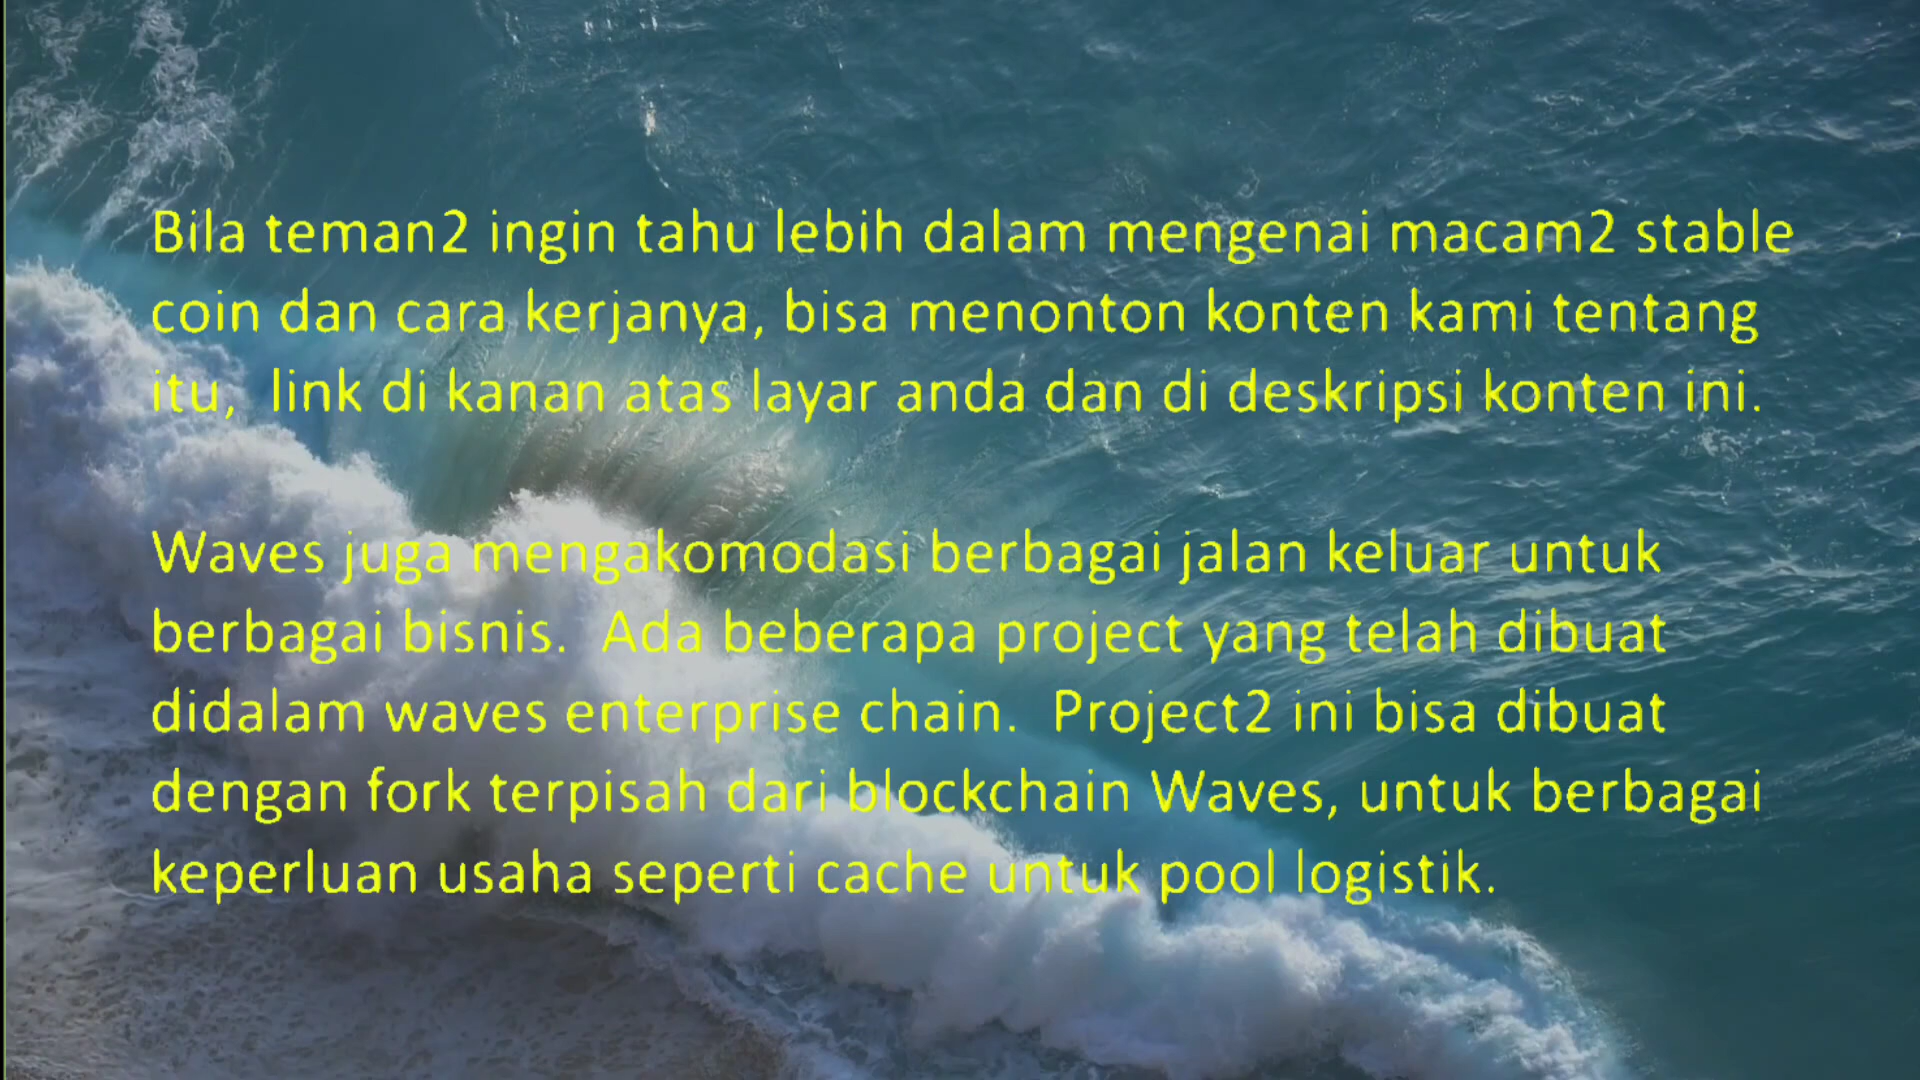 Bila teman2 ingin tahu lebih dalam mengenai macam2 stable
coin dan cara kerjanya, bisa menonton konten kami tentang
itu,  link di kanan atas layar anda dan di deskripsi konten ini.
Waves juga mengakomodasi berbagai jalan keluar untuk
berbagai bisnis.  Ada beberapa project yang telah dibuat
didalam waves enterprise chain.  Project2 ini bisa dibuat
dengan fork terpisah dari blockchain Waves, untuk berbagai
keperluan usaha seperti cache untuk pool logistik.